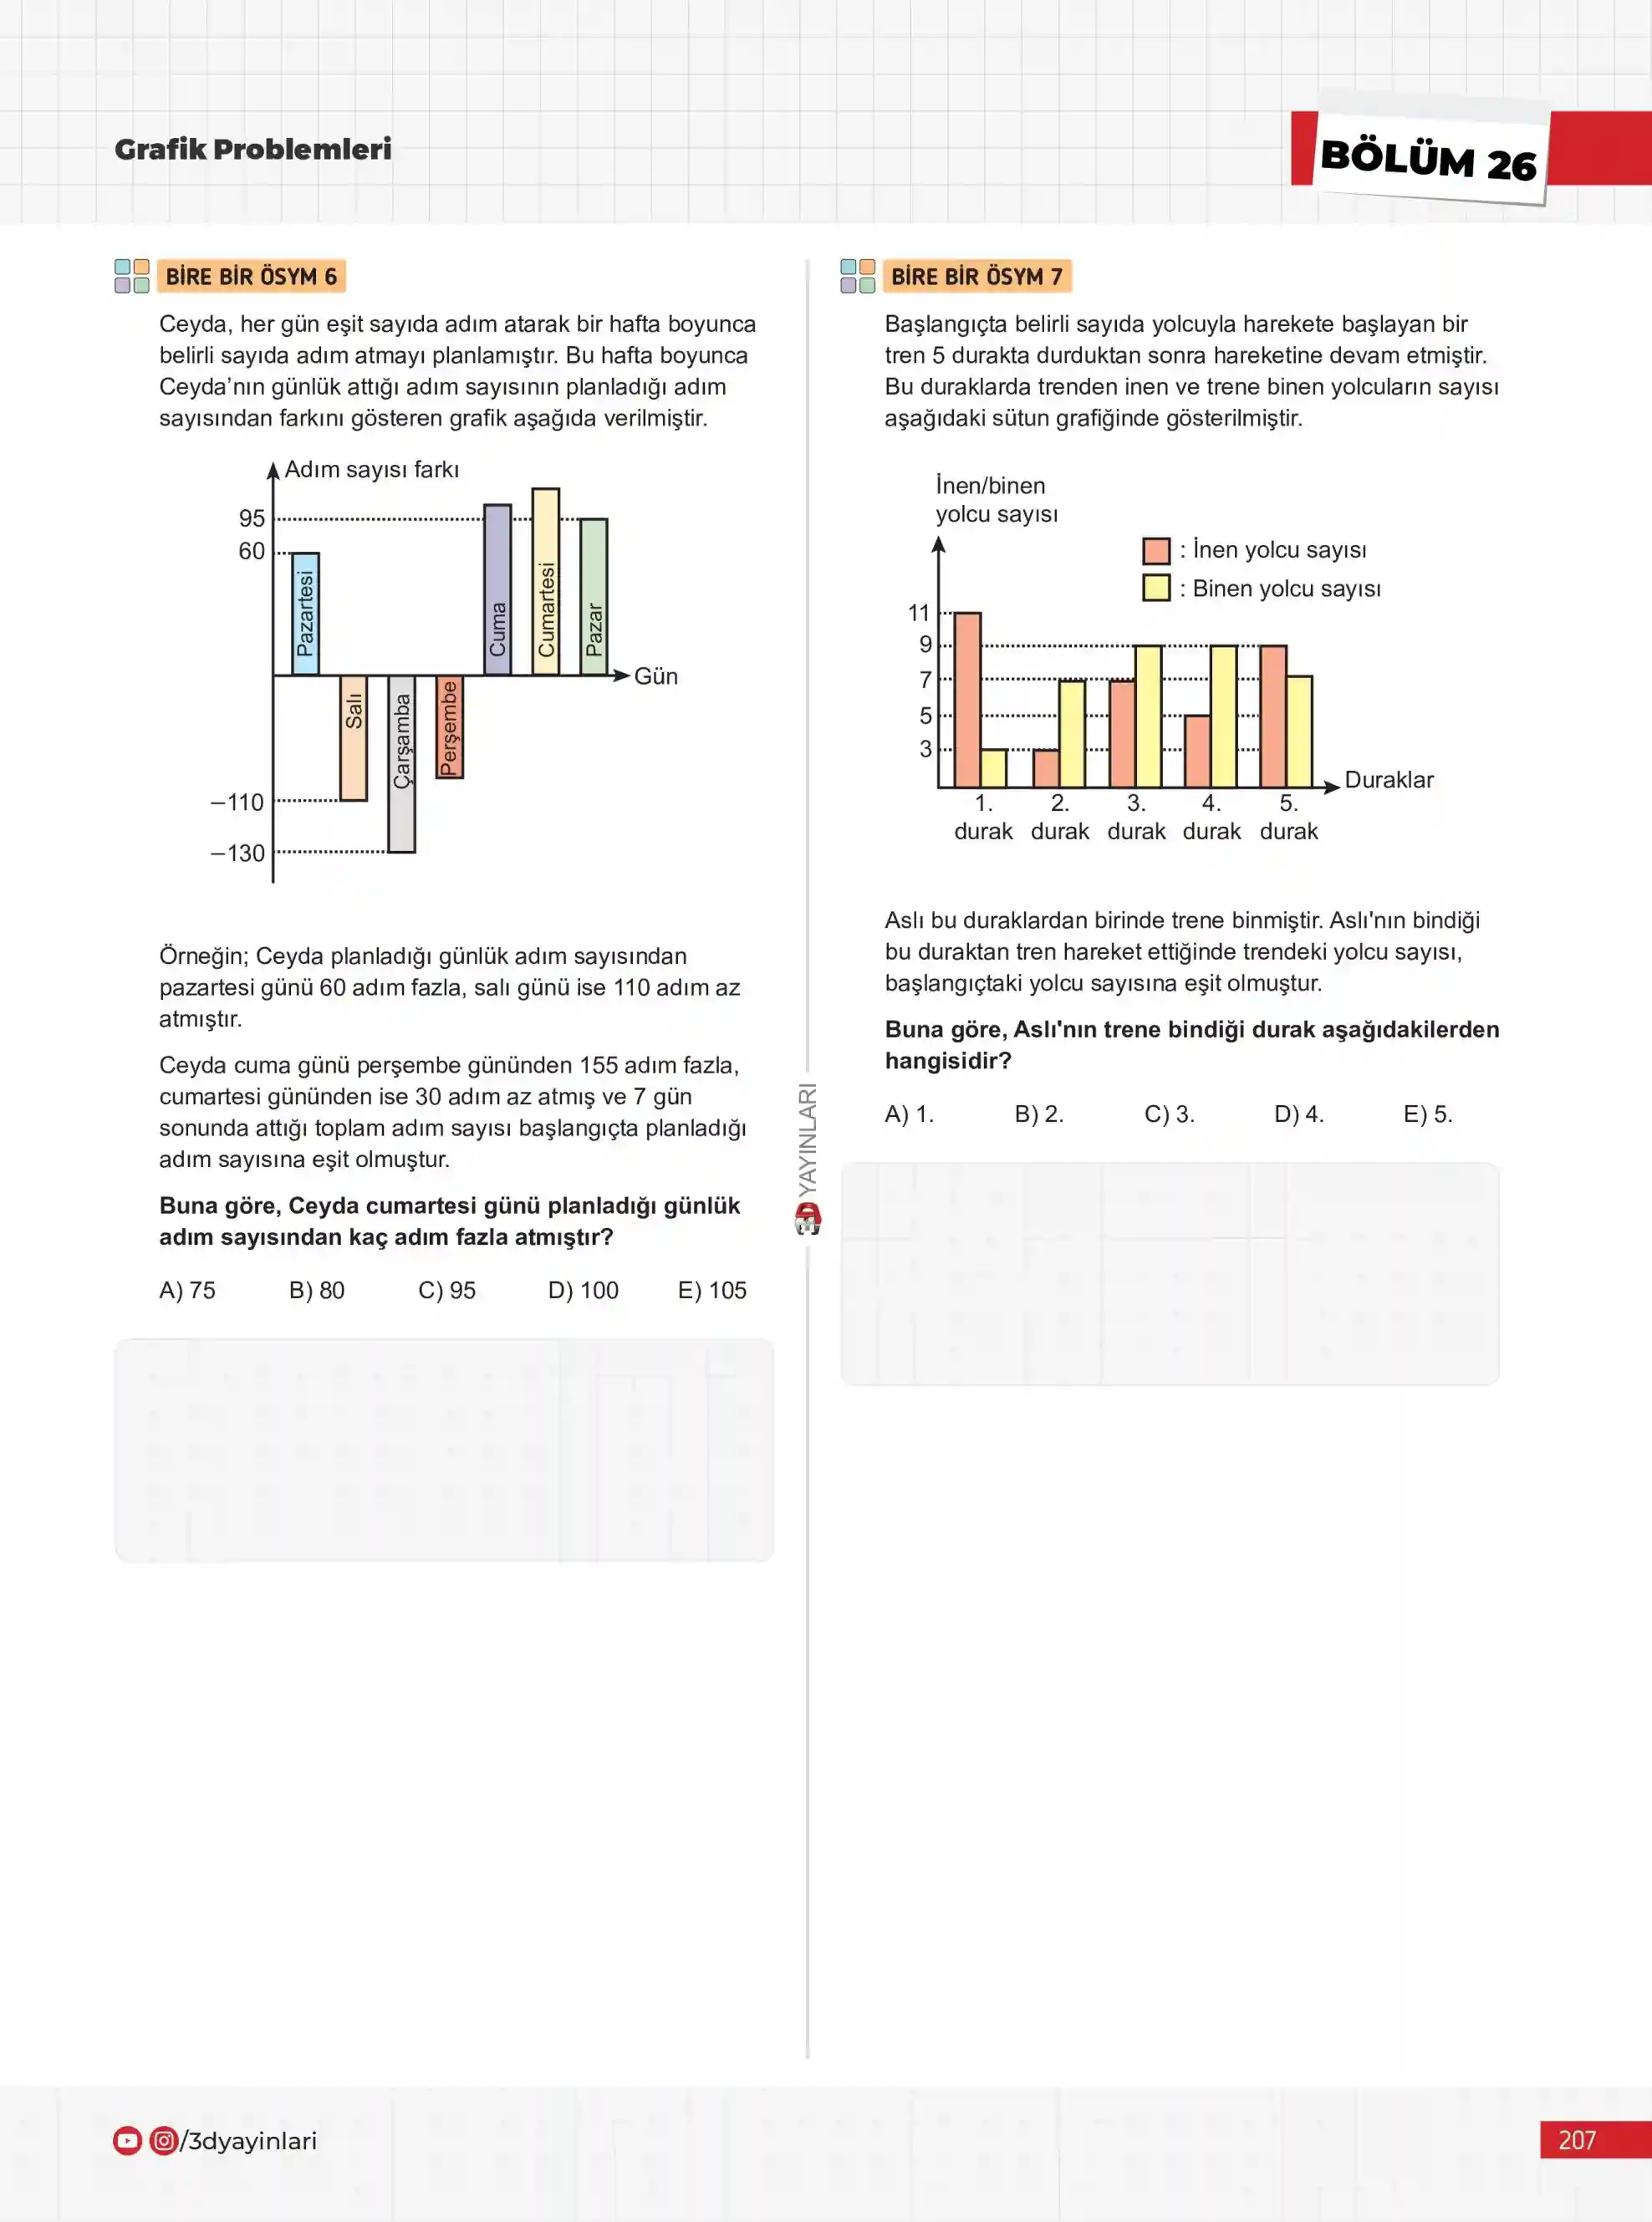 Grafik Problemleri
BÖLÜM 26
BİRE BİR ÖSYM 6
Ceyda, her gün eşit sayıda adım atarak bir hafta boyunca
belirli sayıda adım atmayı planlamıştır. Bu hafta boyunca
Ceyda’nın günlük attığı adım sayısının planladığı adım
sayısından farkını gösteren grafik aşağıda verilmiştir.
Adım sayısı farkı
95
60
Pazartesi
Salı
Çarşamba
Perşembe
Cuma
Cumartesi
Pazar
Gün
–110
–130
Örneğin; Ceyda planladığı günlük adım sayısından
pazartesi günü 60 adım fazla, salı günü ise 110 adım az
atmıştır.
Ceyda cuma günü perşembe gününden 155 adım fazla,
cumartesi gününden ise 30 adım az atmış ve 7 gün
sonunda attığı toplam adım sayısı başlangıçta planladığı
adım sayısına eşit olmuştur.
Buna göre, Ceyda cumartesi günü planladığı günlük
adım sayısından kaç adım fazla atmıştır?
A) 75 B) 80 C) 95 D) 100 E) 105
3D YAYINLARI
BİRE BİR ÖSYM 7
Başlangıçta belirli sayıda yolcuyla harekete başlayan bir
tren 5 durakta durduktan sonra hareketine devam etmiştir.
Bu duraklarda trenden inen ve trene binen yolcuların sayısı
aşağıdaki sütun grafiğinde gösterilmiştir.
İnen/binen
yolcu sayısı
: İnen yolcu sayısı
: Binen yolcu sayısı
11
9
7
5
3
Duraklar
1. 2. 3. 4. 5.
durak durak durak durak durak
Aslı bu duraklardan birinde trene binmiştir. Aslı'nın bindiği
bu duraktan tren hareket ettiğinde trendeki yolcu sayısı,
başlangıçtaki yolcu sayısına eşit olmuştur.
Buna göre, Aslı'nın trene bindiği durak aşağıdakilerden
hangisidir?
A) 1. B) 2. C) 3. D) 4. E) 5.
/3dyayinlari
207